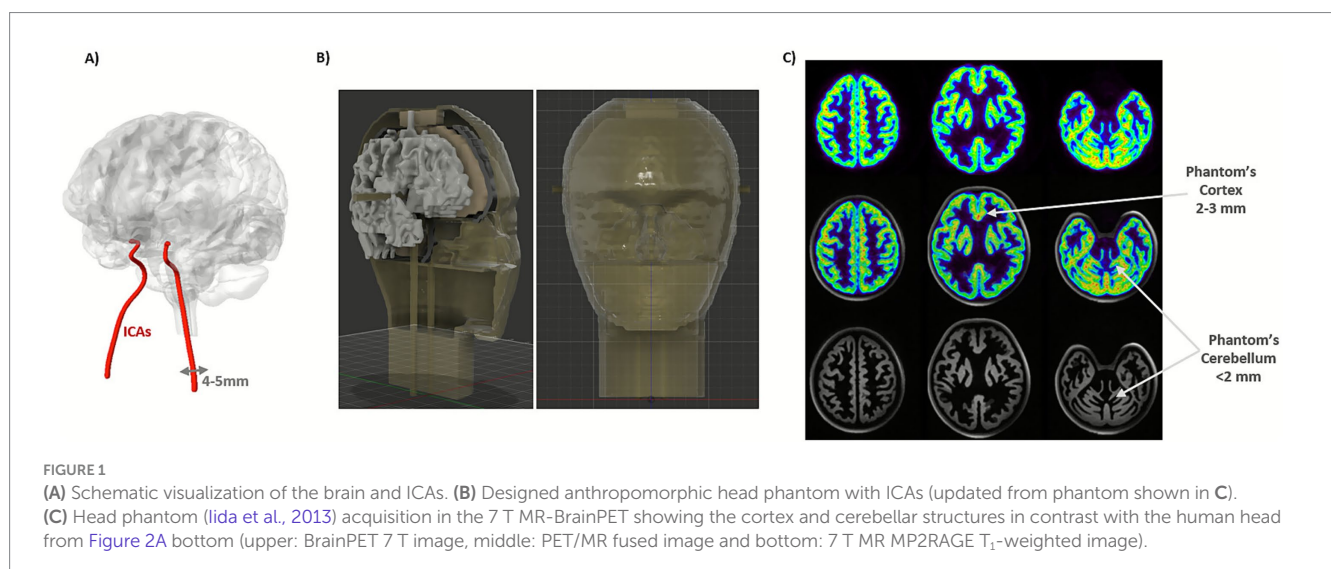 A)
B)
C)
ICAs
4-5mm
Phantom's
Cortex
2-3 mm
Phantom's
Cerebellum
<2 mm
FIGURE 1
(A) Schematic visualization of the brain and ICAs. (B) Designed anthropomorphic head phantom with ICAs (updated from phantom shown in C).
(C) Head phantom (Iida et al., 2013) acquisition in the 7 T MR-BrainPET showing the cortex and cerebellar structures in contrast with the human head
from Figure 2A bottom (upper: BrainPET 7 T image, middle: PET/MR fused image and bottom: 7 T MR MP2RAGE T₁-weighted image).